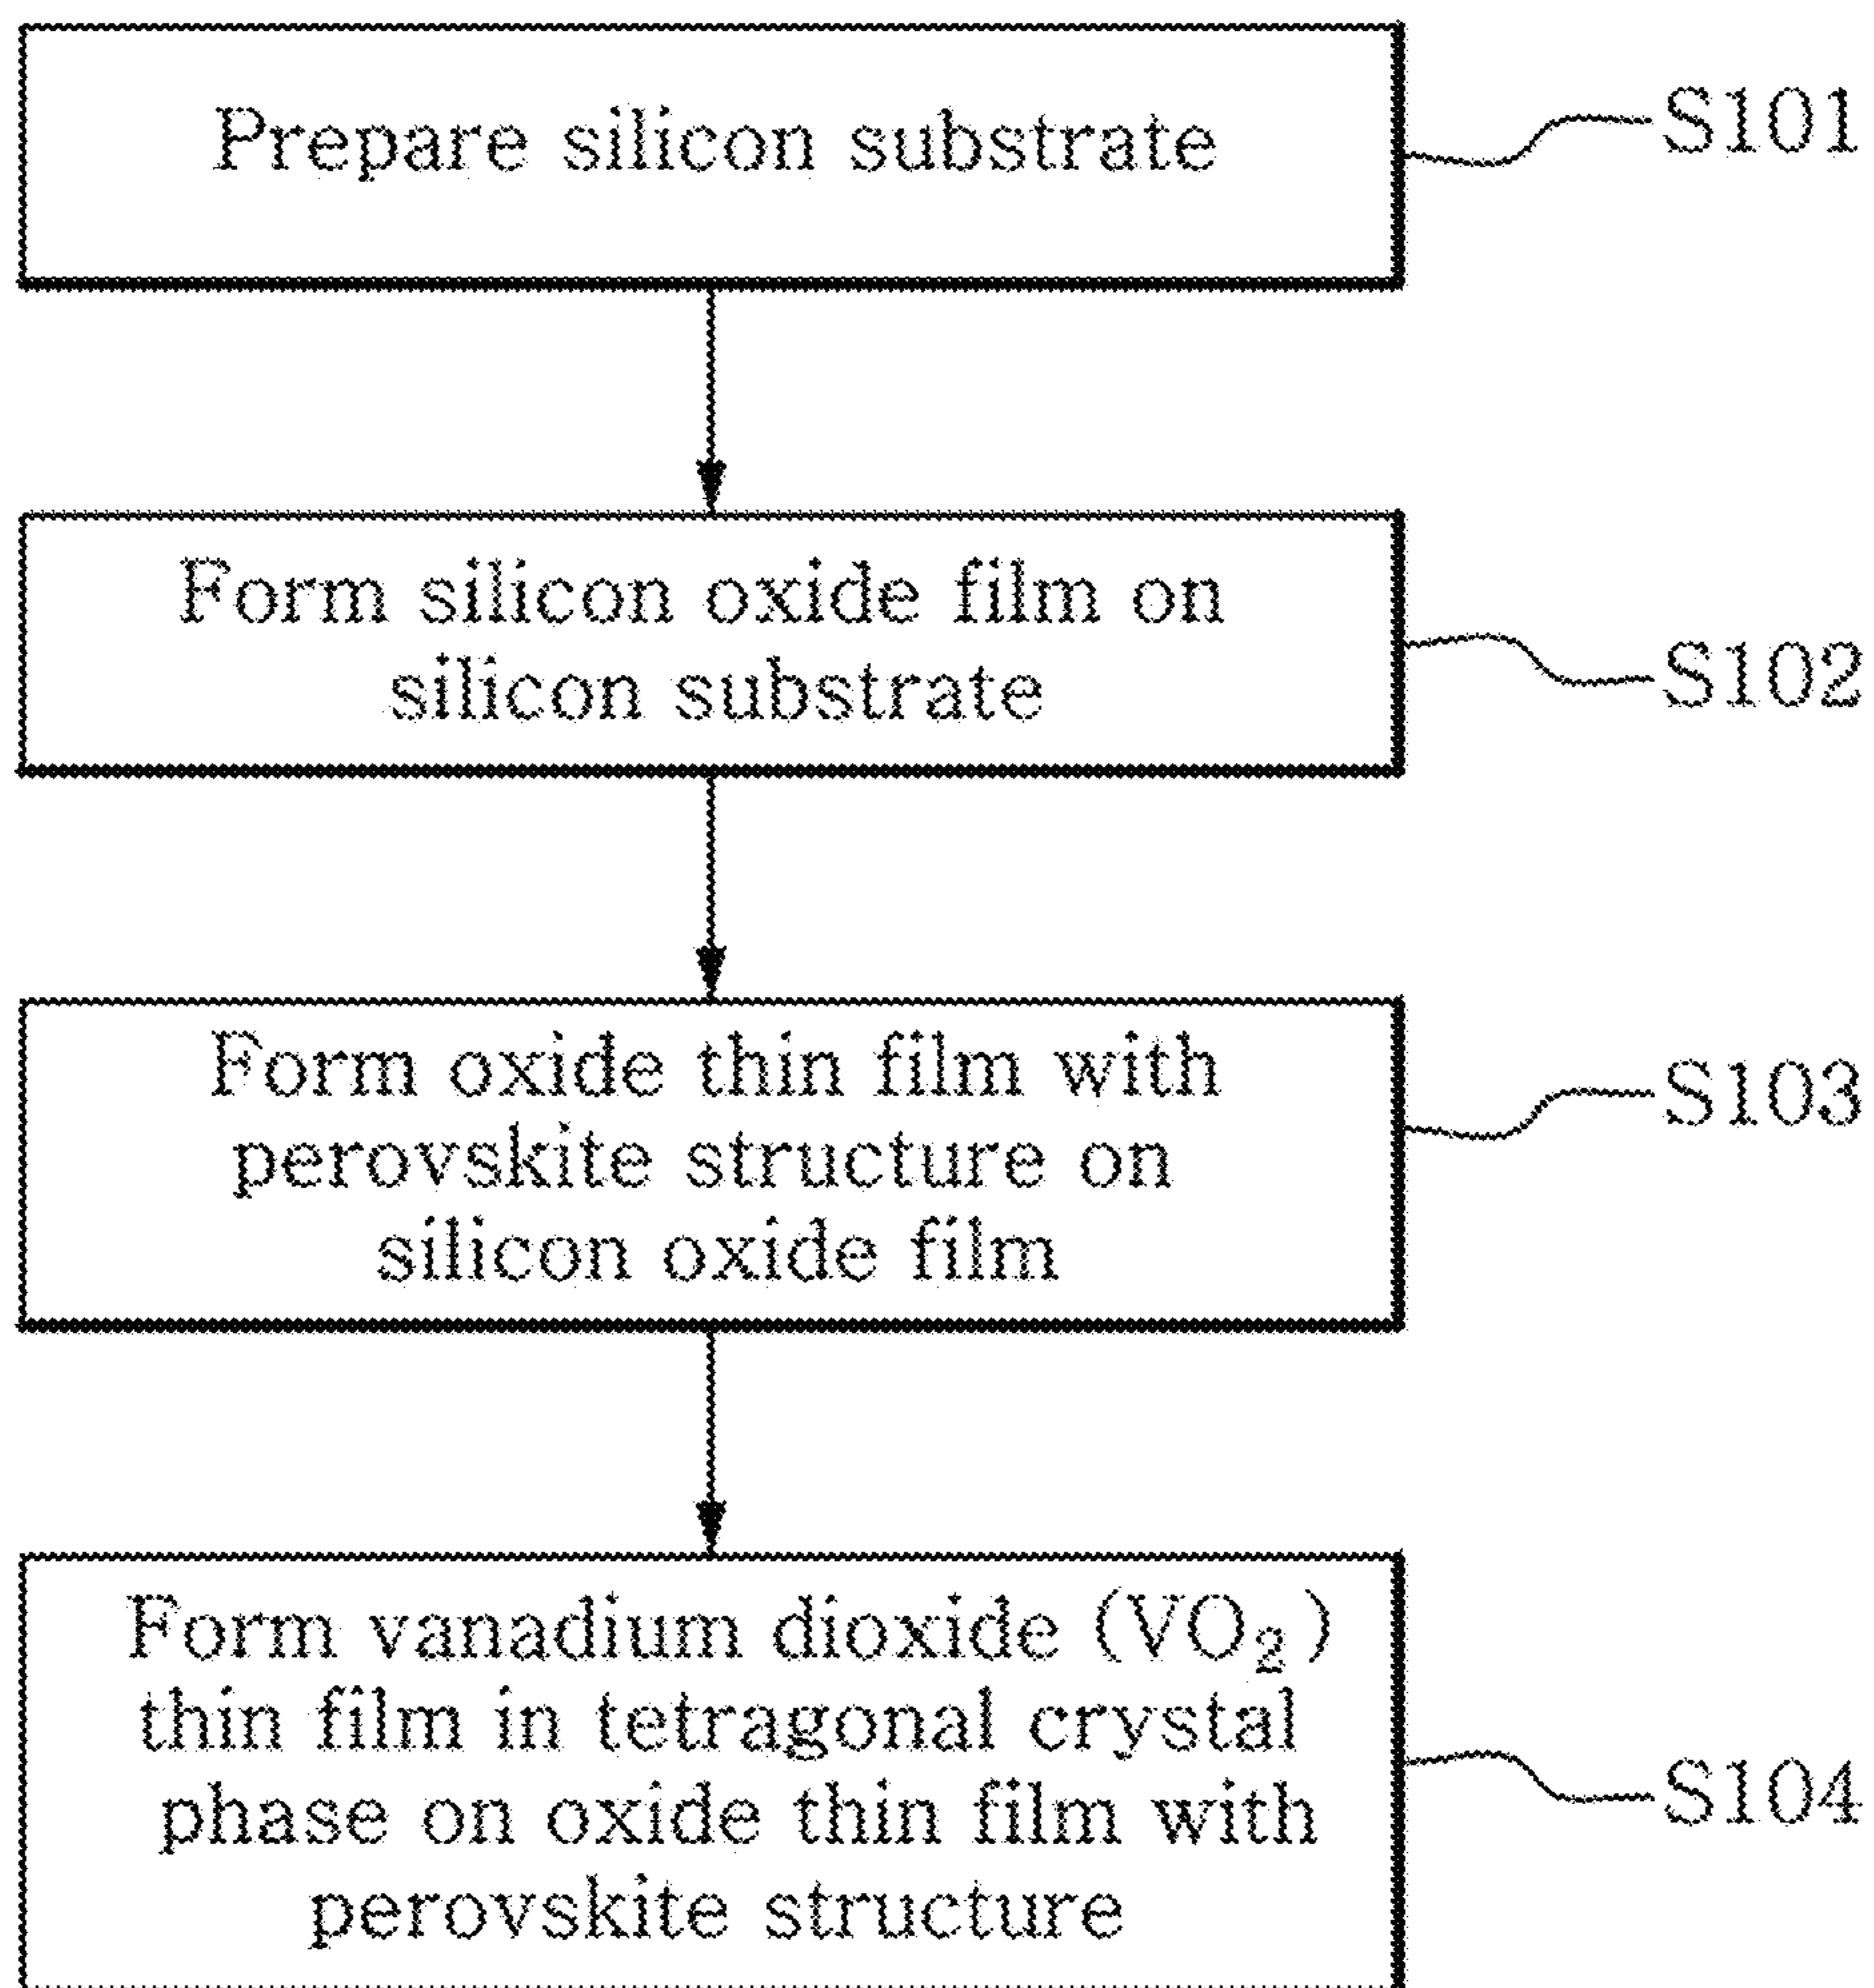 Prepare silicon substrate
S101
Form silicon oxide film on
silicon substrate
S102
Form oxide thin film with
perovskite structure on
silicon oxide film
S103
Form vanadium dioxide (VO₂)
thin film in tetragonal crystal
phase on oxide thin film with
perovskite structure
S104